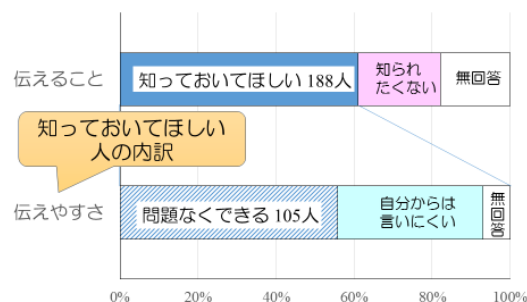 伝えること
知っておいてほしい 188人
知られ
たくない
無回答
知っておいてほしい
人の内訳
伝えやすさ
問題なくできる 105人
自分からは
言いにくい
無回答
0%
20%
40%
60%
80%
100%